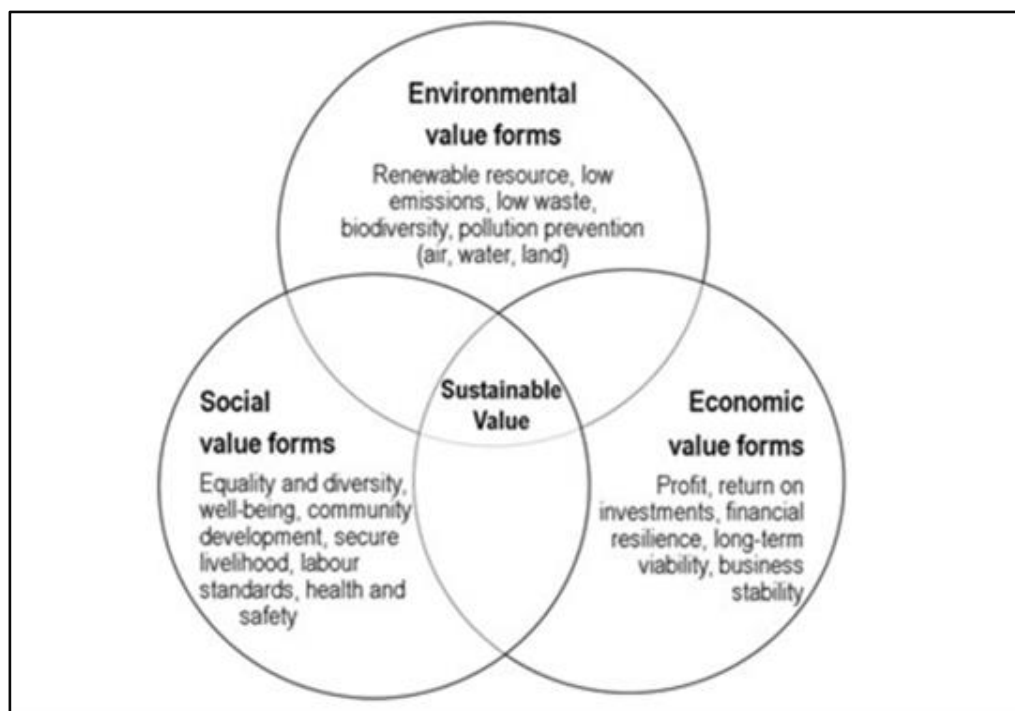 Environmental
value forms
Renewable resource, low
emissions, low waste,
biodiversity, pollution prevention
(air, water, land)
Sustainable
Value
Social
value forms
Equality and diversity,
well-being, community
development, secure
livelihood, labour
standards, health and
safety
Economic
value forms
Profit, return on
investments, financial
resilience, long-term
viability, business
stability